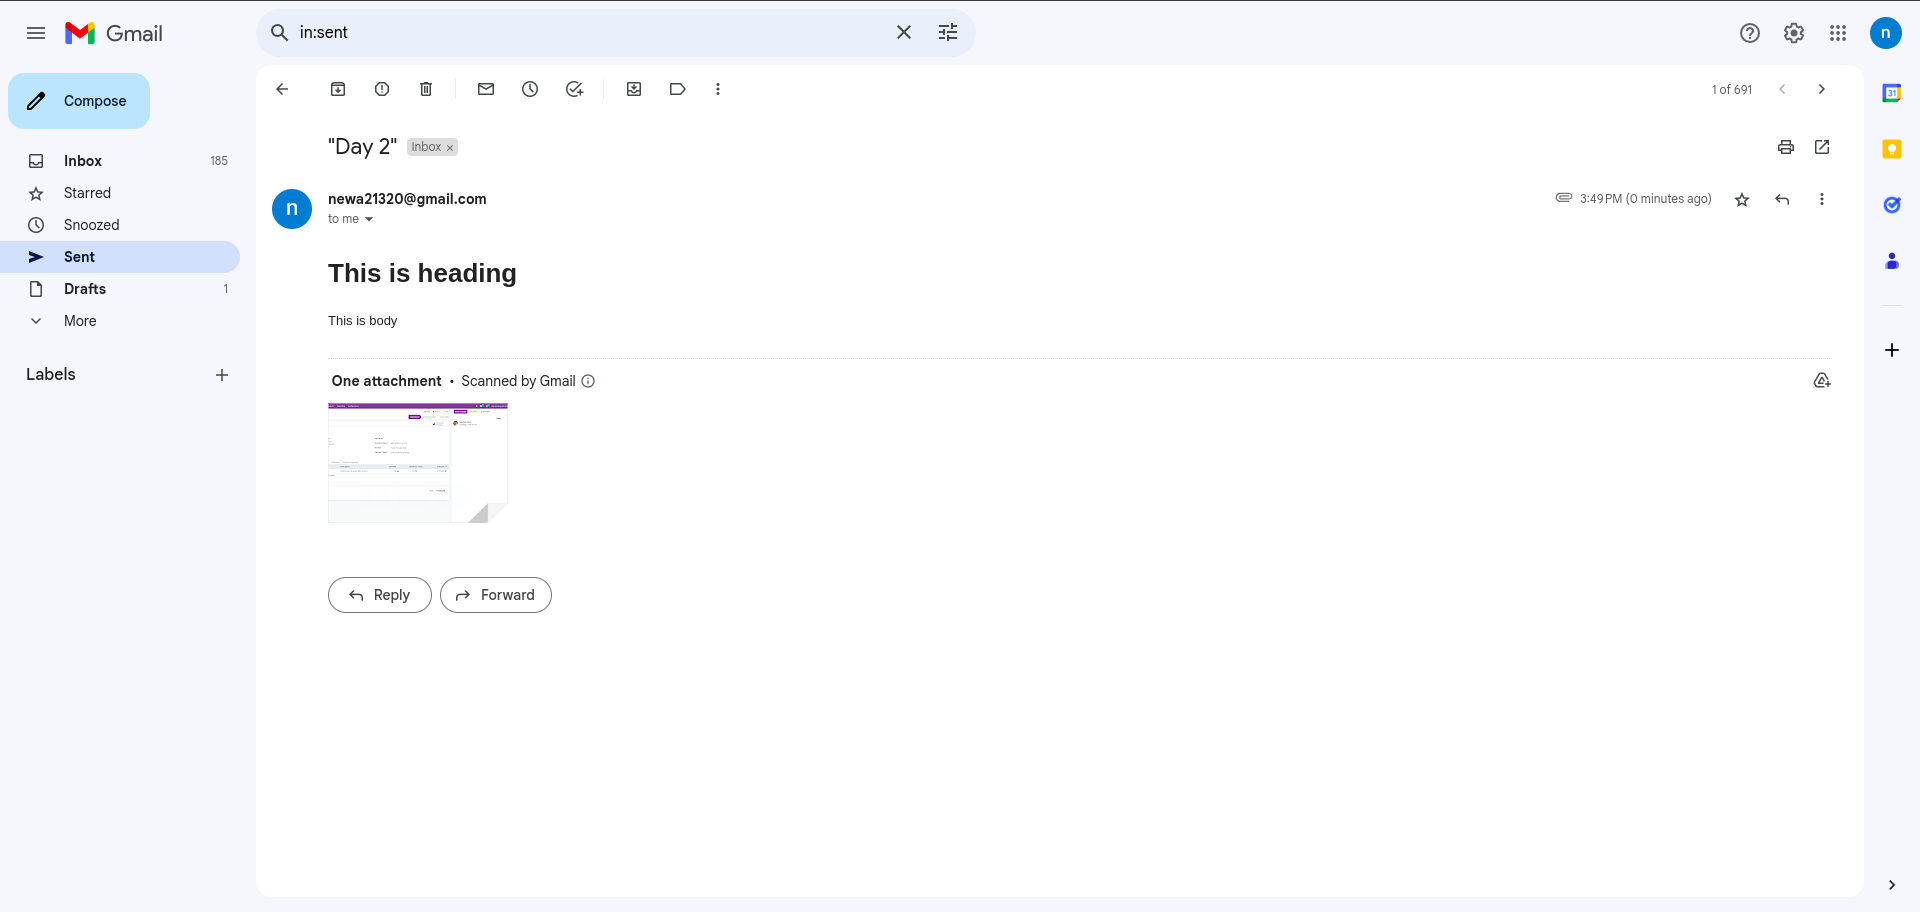 Gmail
in:sent
n
Compose
Inbox 185
Starred
Snoozed
Sent
Drafts 1
More
Labels
1 of 691
31
"Day 2" Inbox ×
n
newa21320@gmail.com
3:49 PM (0 minutes ago)
to me
This is heading
This is body
One attachment • Scanned by Gmail
Reply
Forward